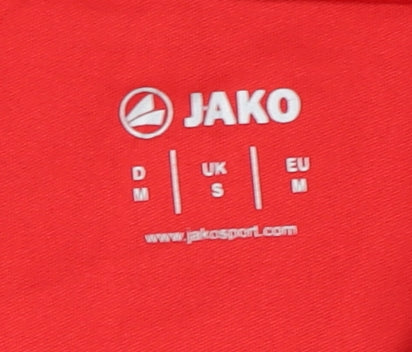 JAKO
D | UK | EU
M | S | M
www.jakosport.com